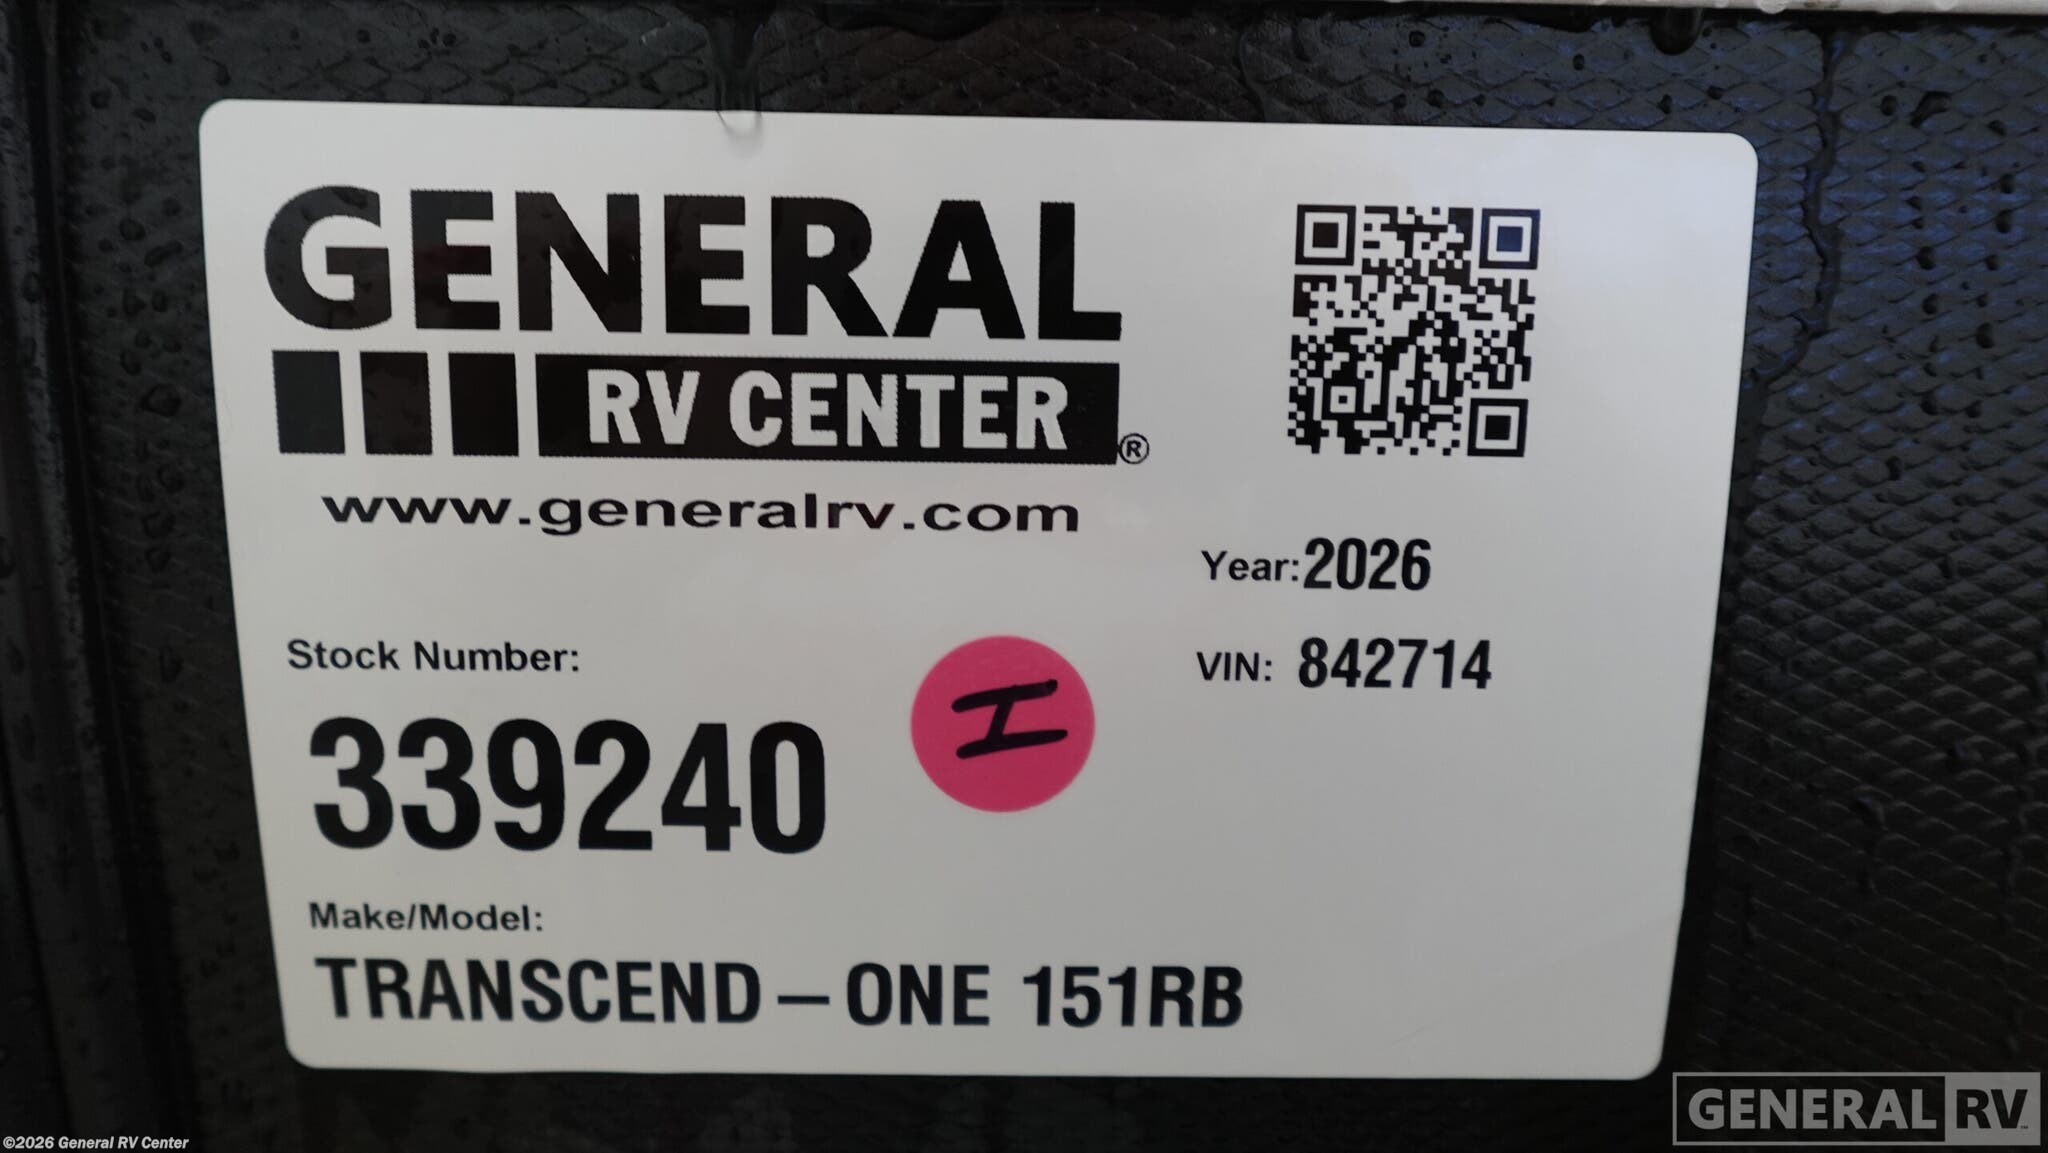 GENERAL
RV CENTER®
www.generalrv.com
Year: 2026
VIN: 842714
Stock Number:
339240
I
Make/Model:
TRANSCEND – ONE 151RB
©2026 General RV Center
GENERAL RV